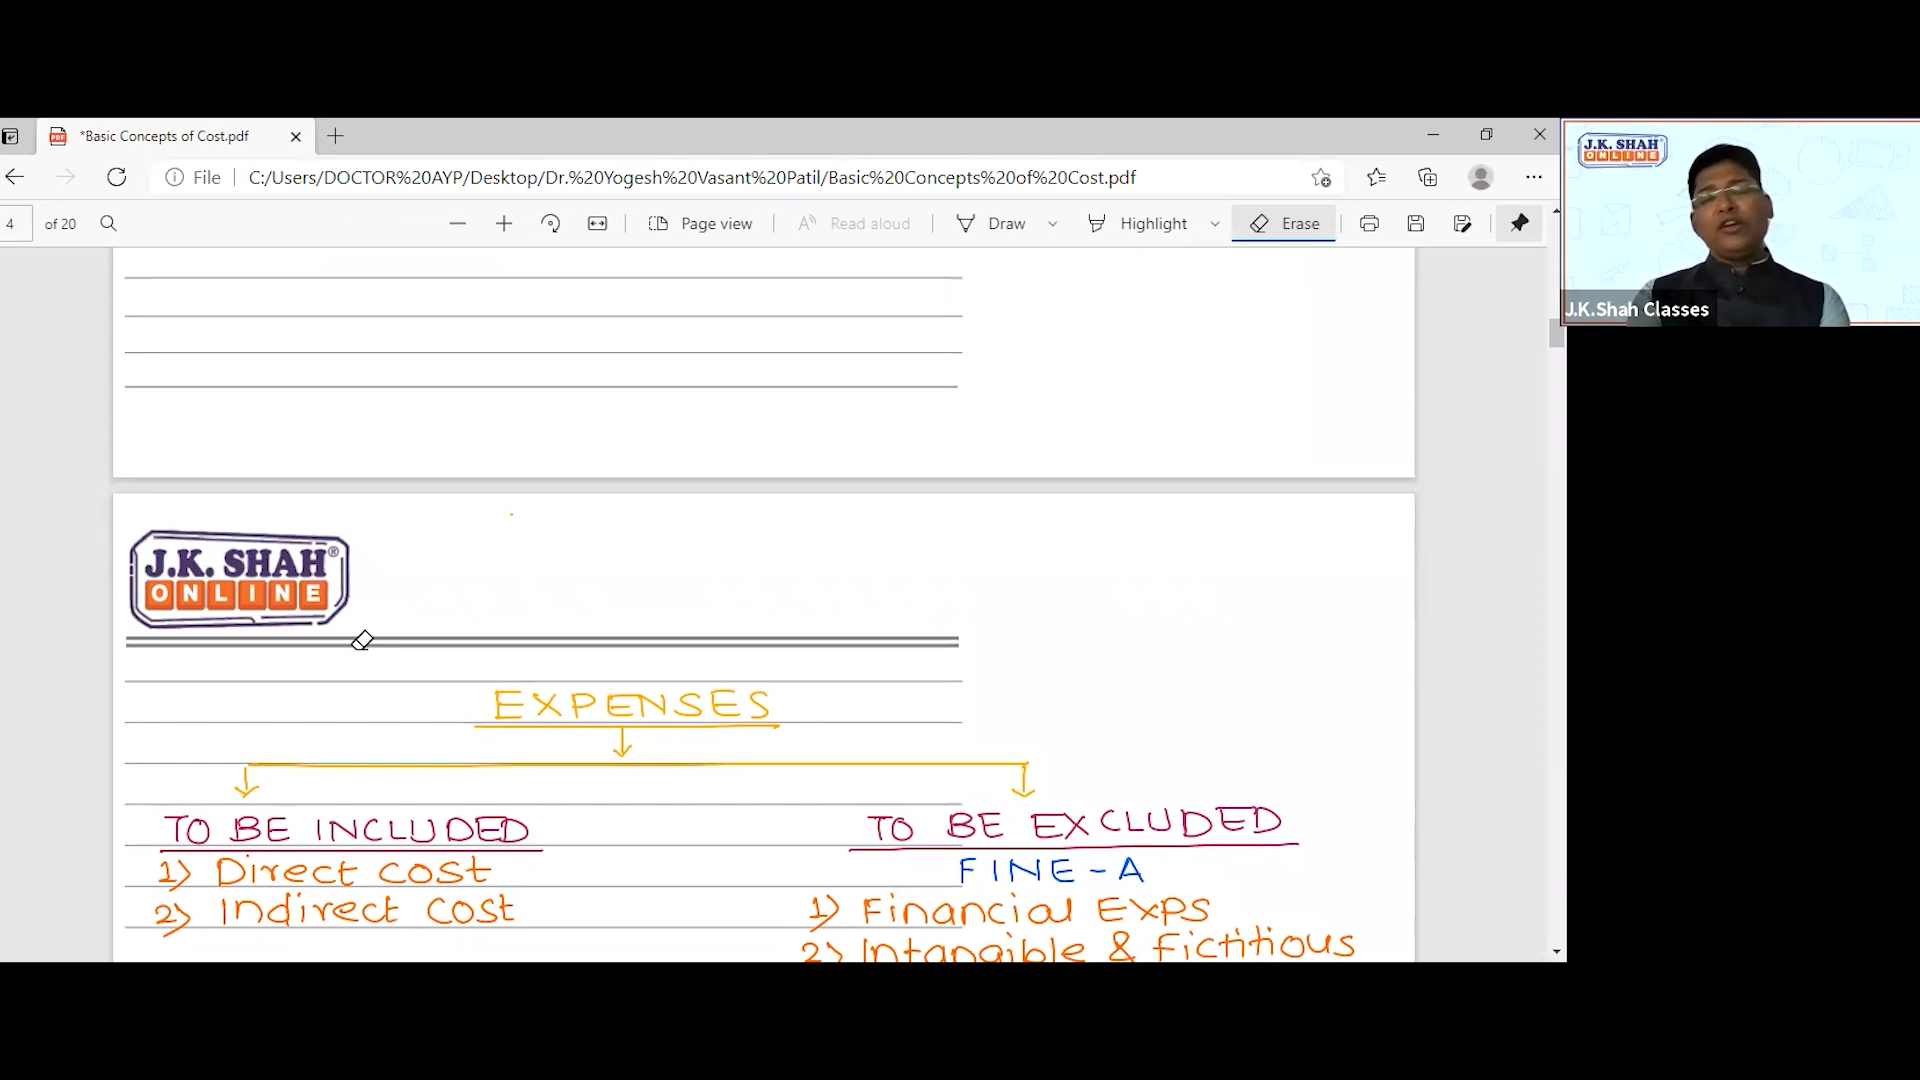 *Basic Concepts of Cost.pdf
File C:/Users/DOCTOR%20AYP/Desktop/Dr.%20Yogesh%20Vasant%20Patil/Basic%20Concepts%20of%20Cost.pdf
4 of 20 Page view Read aloud Draw Highlight Erase
J.K. SHAH
ONLINE
J.K.Shah Classes
J.K. SHAH®
ONLINE
EXPENSES
TO BE INCLUDED
1) Direct cost
2) Indirect cost
TO BE EXCLUDED
FINE-A
1) Financial EXPS
2) Intangible & Fictitious